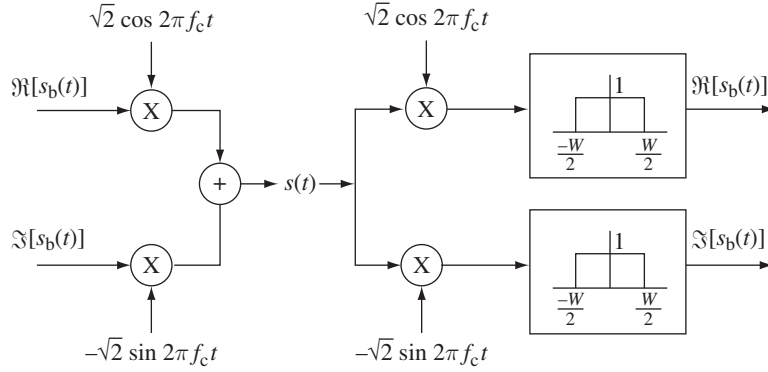 √2 cos 2πf_c t
√2 cos 2πf_c t
ℜ[s_b(t)]
X
X
1
−W/2
W/2
ℜ[s_b(t)]
+
s(t)
ℑ[s_b(t)]
X
X
1
−W/2
W/2
ℑ[s_b(t)]
−√2 sin 2πf_c t
−√2 sin 2πf_c t